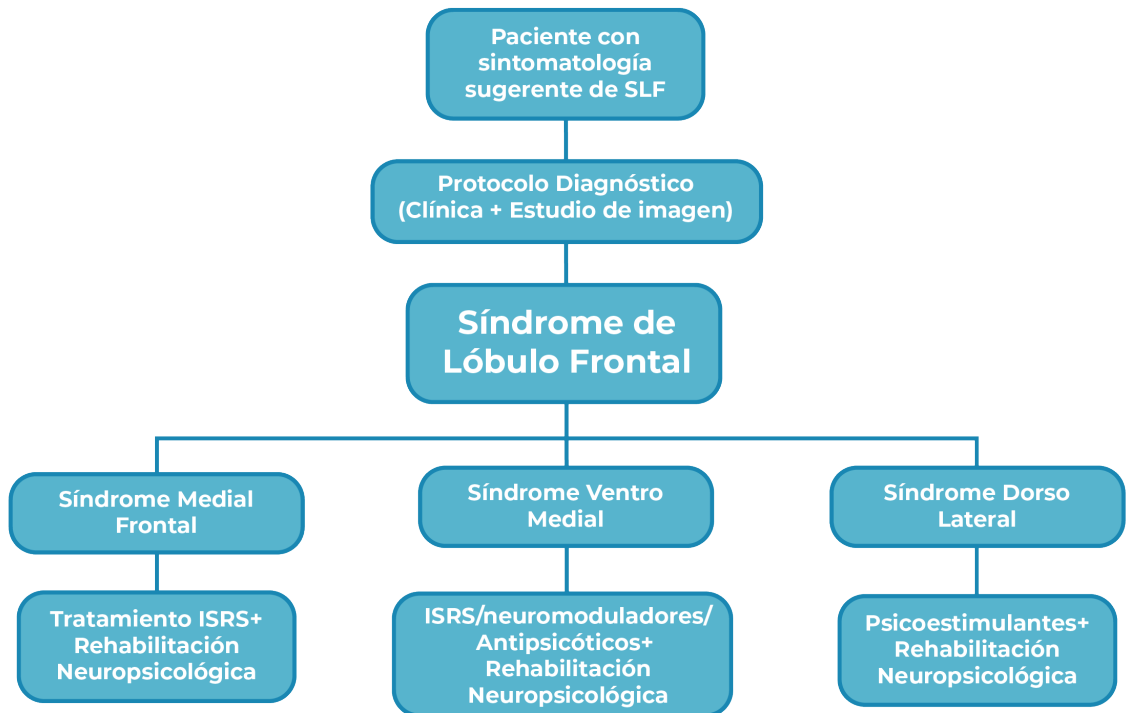 Paciente con
sintomatología
sugerente de SLF
Protocolo Diagnóstico
(Clínica + Estudio de imagen)
Síndrome de
Lóbulo Frontal
Síndrome Medial
Frontal
Síndrome Ventro
Medial
Síndrome Dorso
Lateral
Tratamiento ISRS+
Rehabilitación
Neuropsicológica
ISRS/neuromoduladores/
Antipsicóticos+
Rehabilitación
Neuropsicológica
Psicoestimulantes+
Rehabilitación
Neuropsicológica